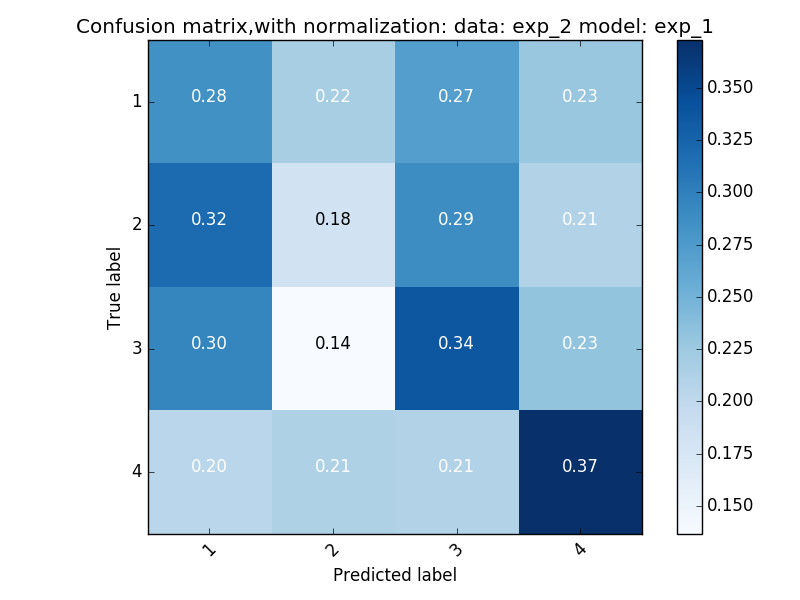 Confusion matrix,with normalization: data: exp_2 model: exp_1
True label
1
0.28 0.22 0.27 0.23
2
0.32 0.18 0.29 0.21
3
0.30 0.14 0.34 0.23
4
0.20 0.21 0.21 0.37
1 2 3 4
Predicted label
0.350
0.325
0.300
0.275
0.250
0.225
0.200
0.175
0.150